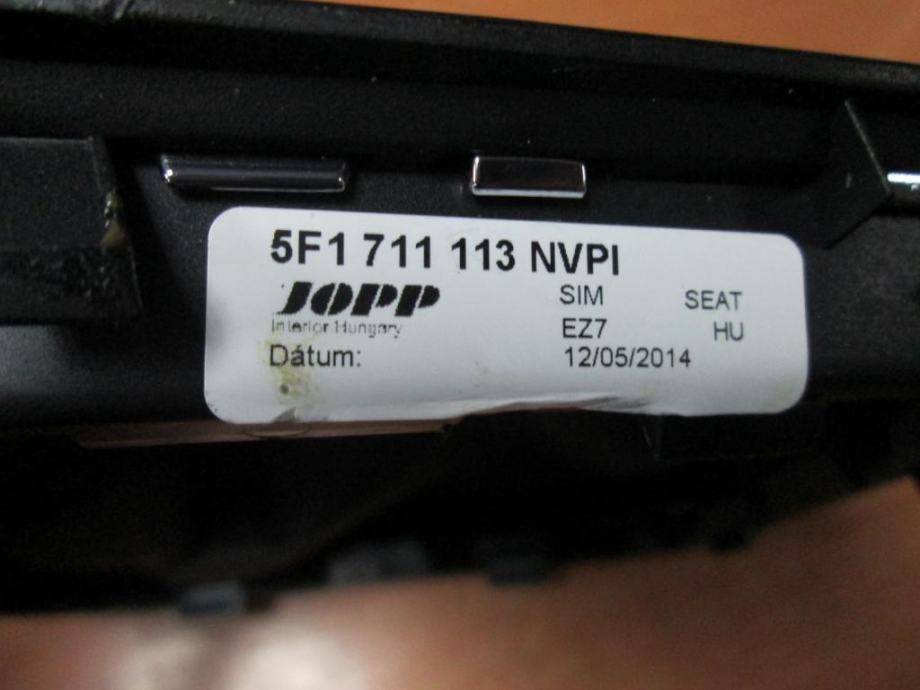 5F1 711 113 NVPI
JOPP SIM SEAT
Interior Hungary EZ7 HU
Dátum: 12/05/2014